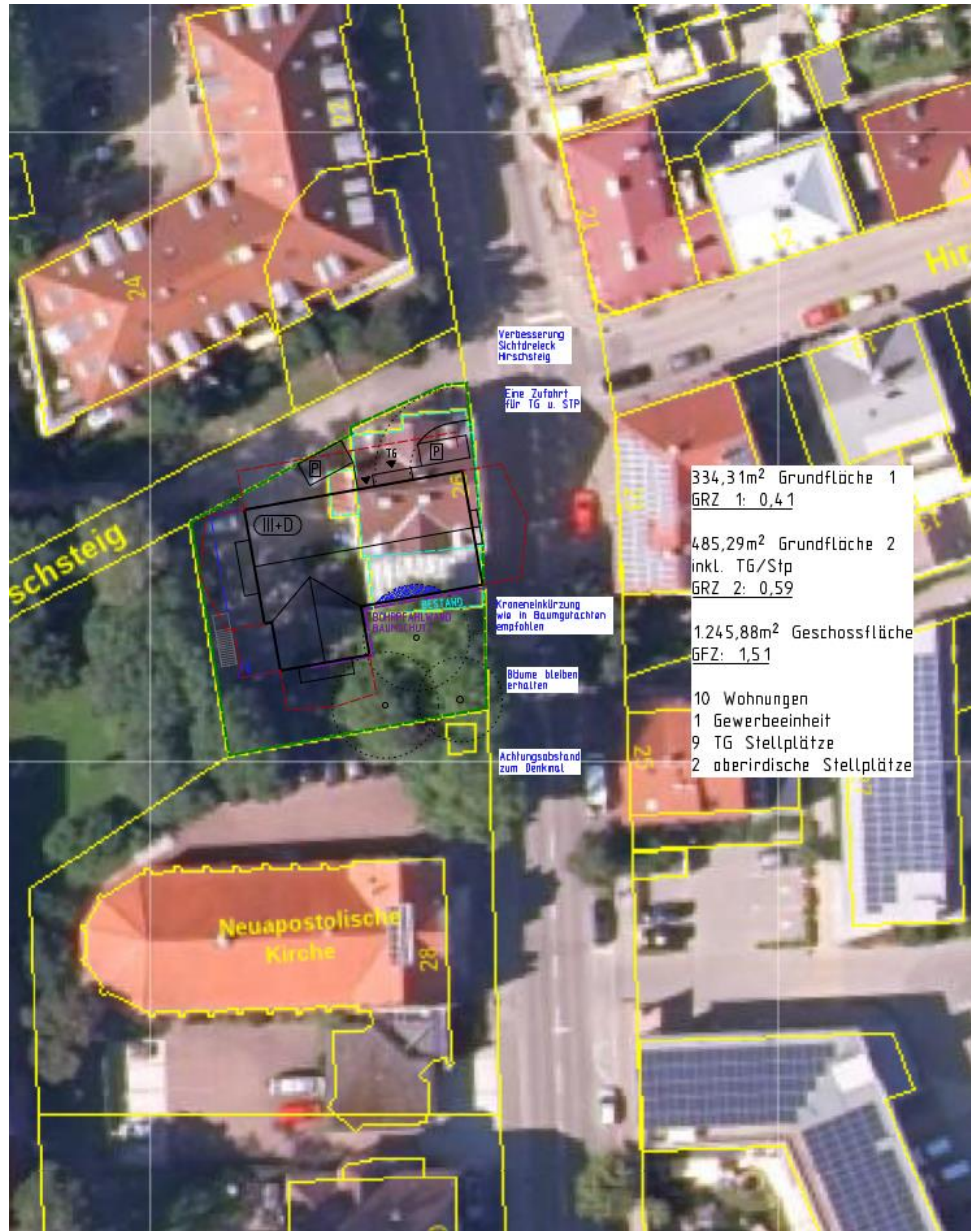 22
24
21
12
Hir
Verbesserung
Sichtdreieck
Hirschsteig
Eine Zufahrt
für TG u. STP
P
TG
P
26
III+D
schsteig
334,31m² Grundfläche 1
GRZ 1: 0,41
485,29m² Grundfläche 2
inkl. TG/Stp
GRZ 2: 0,59
1.245,88m² Geschossfläche
GFZ: 1,51
10 Wohnungen
1 Gewerbeeinheit
9 TG Stellplätze
2 oberirdische Stellplätze
BESTAND
BOHRPFAHLWAND
BAUMSCHUTZ
Kroneneinkürzung
wie in Baumgutachten
empfohlen
Bäume bleiben
erhalten
Achtungsabstand
zum Denkmal
25
Neuapostolische
Kirche
28